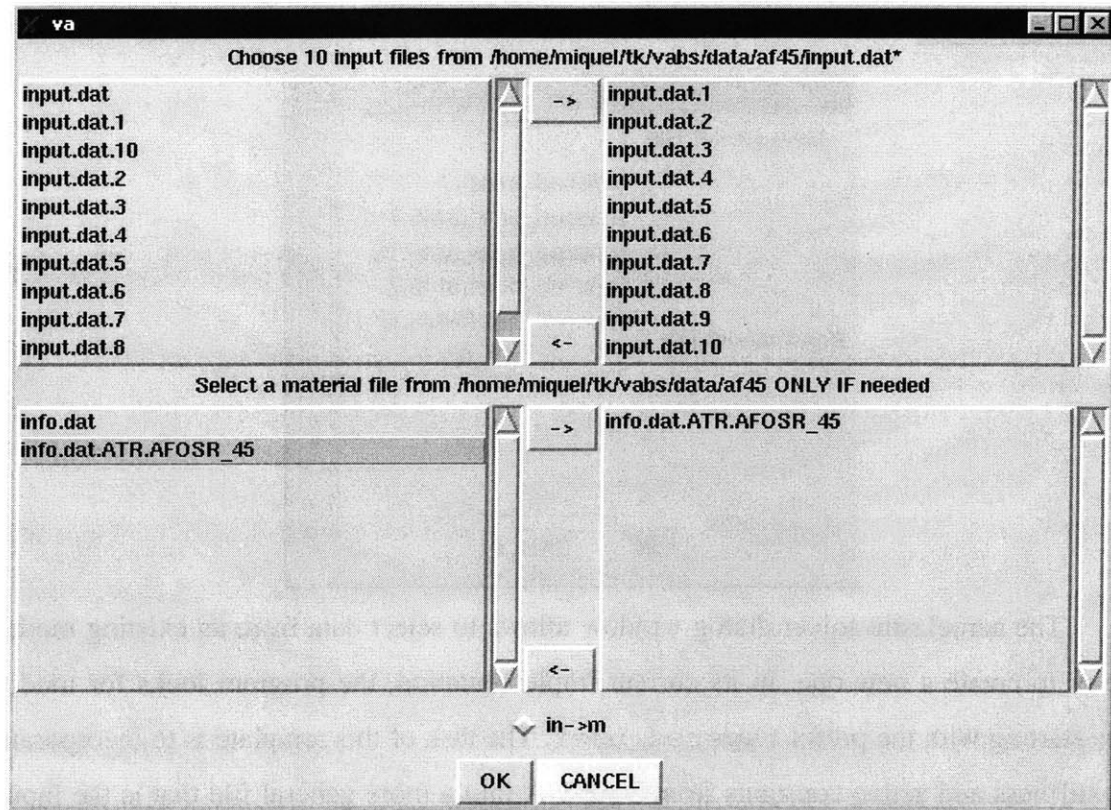 va
Choose 10 input files from /home/miquel/tk/vabs/data/af45/input.dat*
input.dat
input.dat.1
input.dat.10
input.dat.2
input.dat.3
input.dat.4
input.dat.5
input.dat.6
input.dat.7
input.dat.8
->
<-
input.dat.1
input.dat.2
input.dat.3
input.dat.4
input.dat.5
input.dat.6
input.dat.7
input.dat.8
input.dat.9
input.dat.10
Select a material file from /home/miquel/tk/vabs/data/af45 ONLY IF needed
info.dat
info.dat.ATR.AFOSR_45
->
<-
info.dat.ATR.AFOSR_45
in->m
OK CANCEL